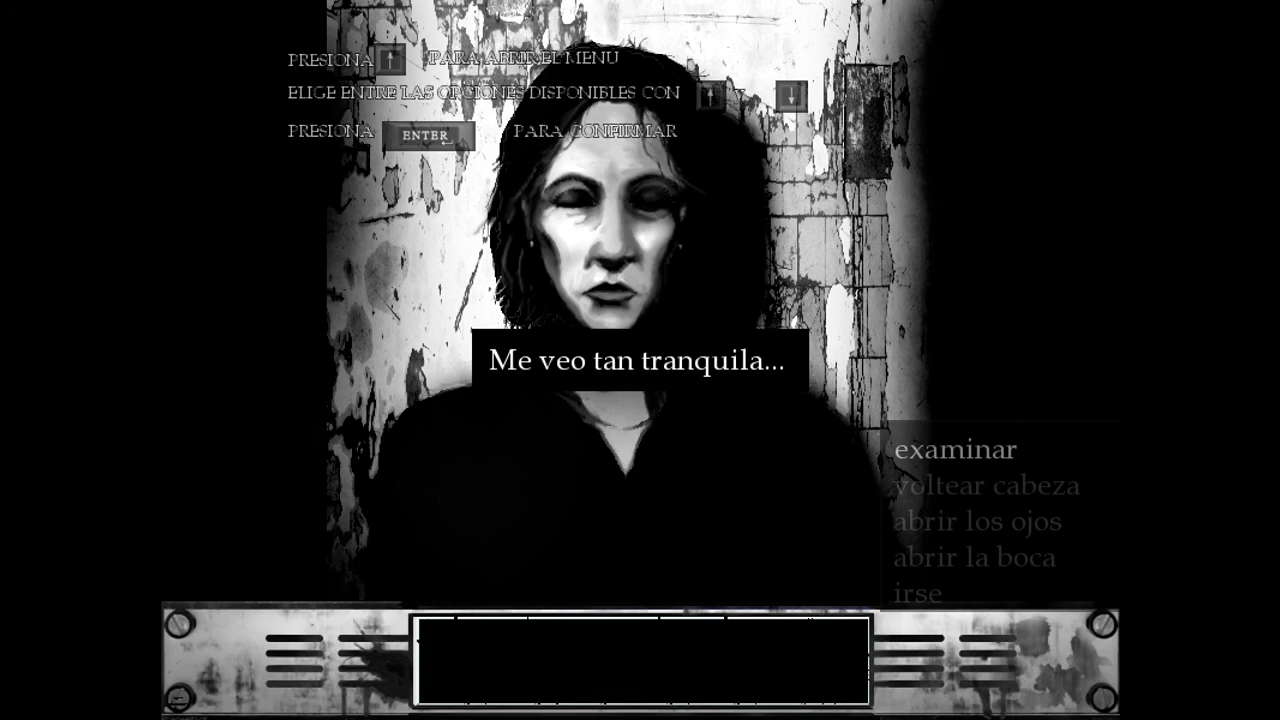 PRESIONA ↑ PARA ABRIR EL MENU
ELIGE ENTRE LAS OPCIONES DISPONIBLES CON ↑ Y ↓
PRESIONA ENTER PARA CONFIRMAR
Me veo tan tranquila...
examinar
voltear cabeza
abrir los ojos
abrir la boca
irse